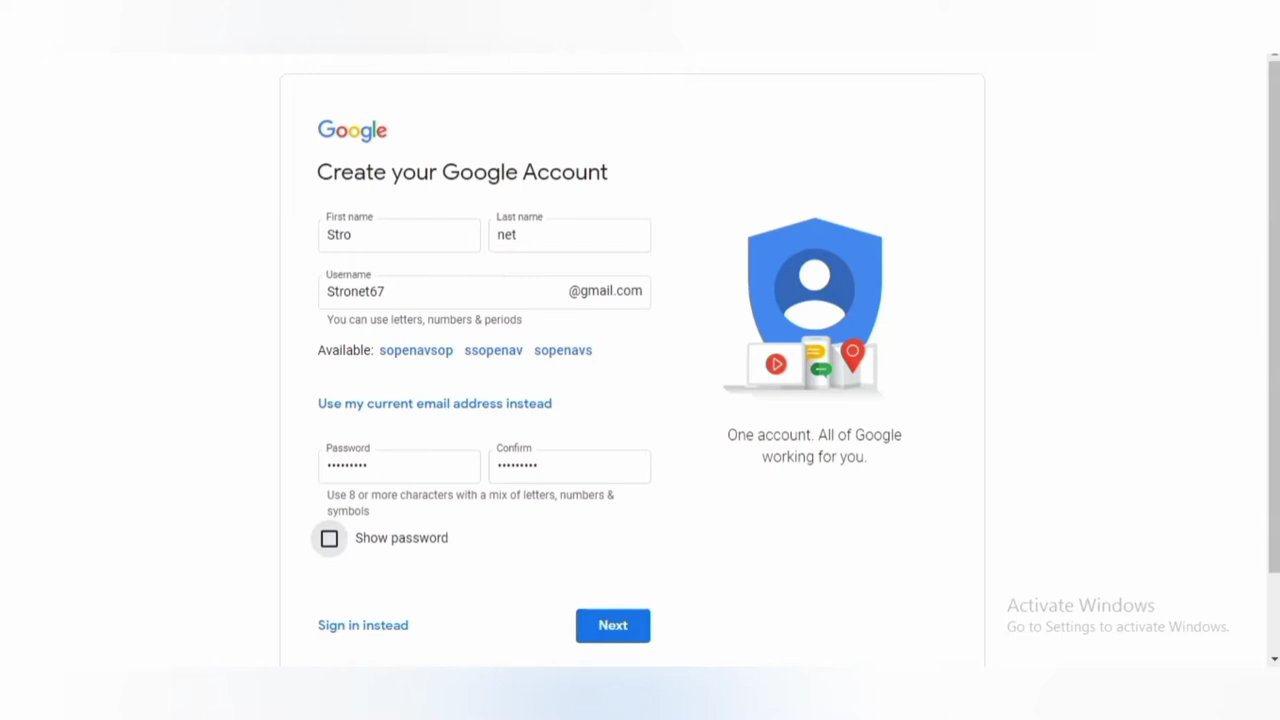 Google
Create your Google Account
First name
Last name
Stro
net
Username
Stronet67
@gmail.com
You can use letters, numbers & periods
Available: sopenavsop ssopenav sopenavs
Use my current email address instead
Password
Confirm
•••••••••
•••••••••
Use 8 or more characters with a mix of letters, numbers &
symbols
Show password
Sign in instead
Next
One account. All of Google
working for you.
Activate Windows
Go to Settings to activate Windows.